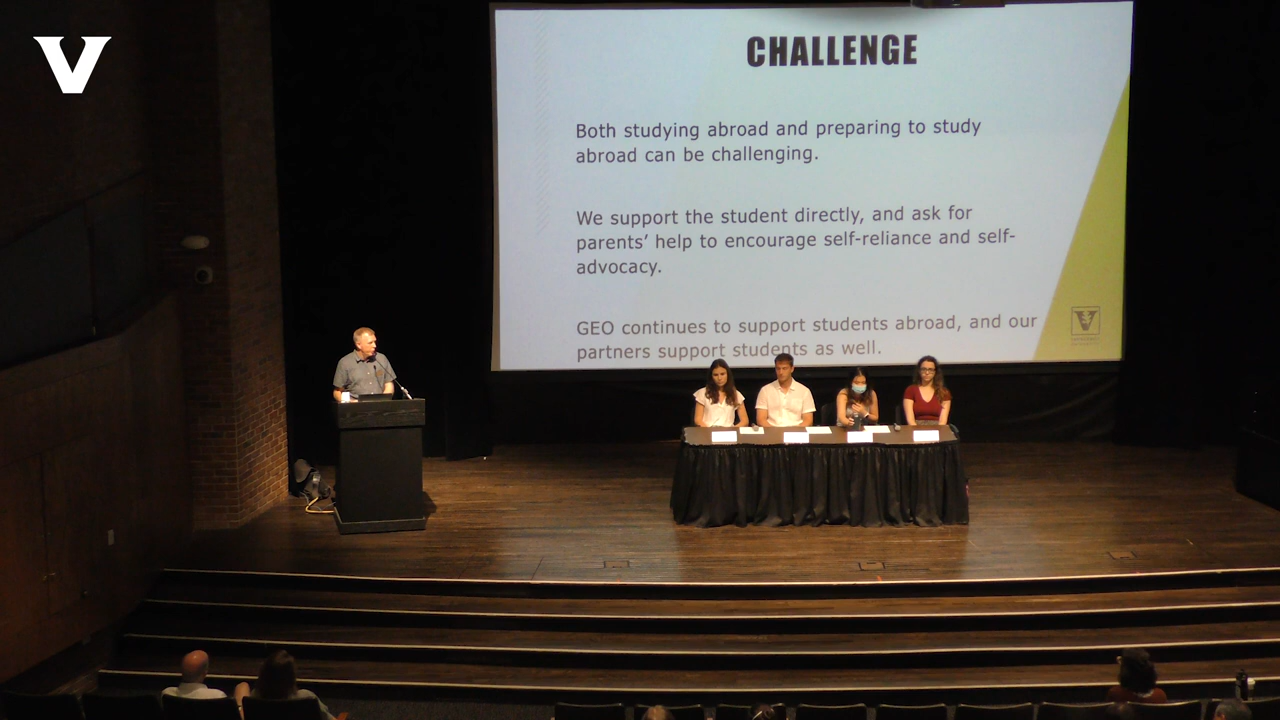 V
CHALLENGE
Both studying abroad and preparing to study
abroad can be challenging.
We support the student directly, and ask for
parents’ help to encourage self-reliance and self-
advocacy.
GEO continues to support students abroad, and our
partners support students as well.
V